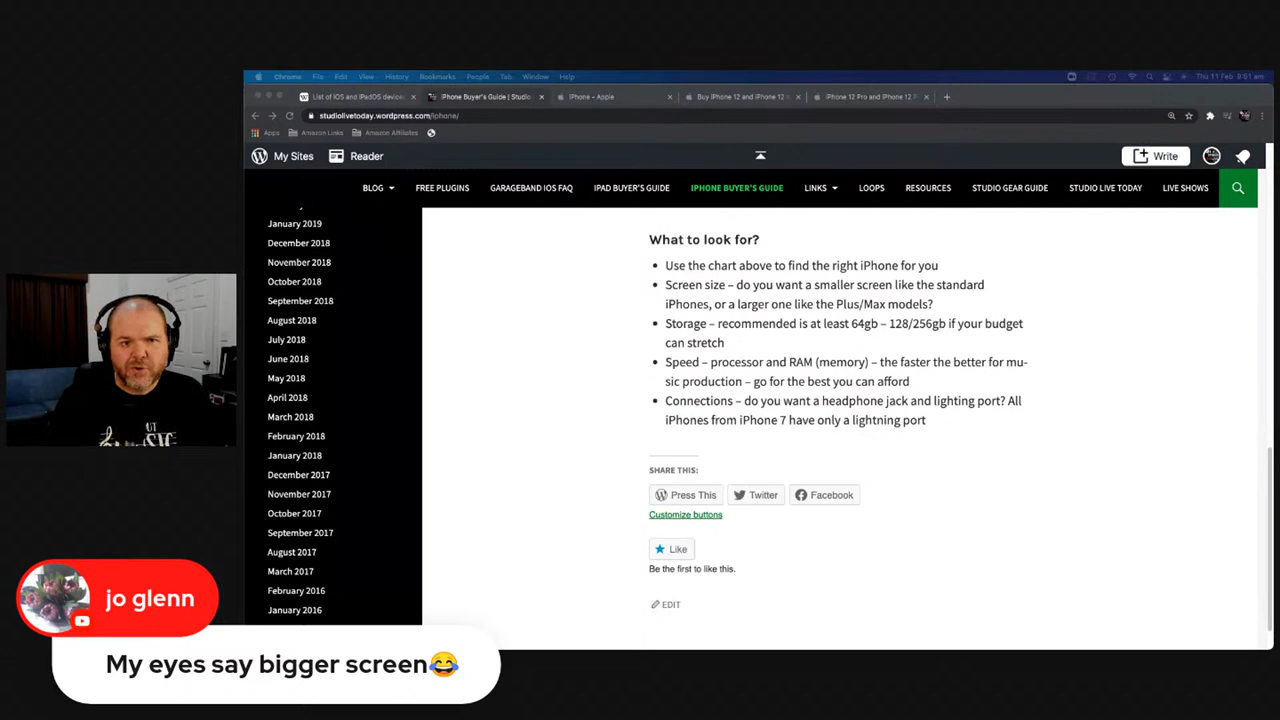 Chrome File Edit View History Bookmarks People Tab Window Help
Thu 11 Feb 9:51 am
List of iOS and iPadOS devices
iPhone Buyer's Guide | Studio
iPhone - Apple
Buy iPhone 12 and iPhone 12
iPhone 12 Pro and iPhone 12 P
studiolivetoday.wordpress.com/iphone/
Apps Amazon Links Amazon Affiliates
My Sites Reader Write
BLOG FREE PLUGINS GARAGEBAND IOS FAQ IPAD BUYER'S GUIDE IPHONE BUYER'S GUIDE LINKS LOOPS RESOURCES STUDIO GEAR GUIDE STUDIO LIVE TODAY LIVE SHOWS
January 2019
December 2018
November 2018
October 2018
September 2018
August 2018
July 2018
June 2018
May 2018
April 2018
March 2018
February 2018
January 2018
December 2017
November 2017
October 2017
September 2017
August 2017
March 2017
February 2016
January 2016
What to look for?
Use the chart above to find the right iPhone for you
Screen size – do you want a smaller screen like the standard
iPhones, or a larger one like the Plus/Max models?
Storage – recommended is at least 64gb – 128/256gb if your budget
can stretch
Speed – processor and RAM (memory) – the faster the better for mu-
sic production – go for the best you can afford
Connections – do you want a headphone jack and lighting port? All
iPhones from iPhone 7 have only a lightning port
SHARE THIS:
Press This Twitter Facebook
Customize buttons
Like
Be the first to like this.
EDIT
jo glenn
My eyes say bigger screen😂